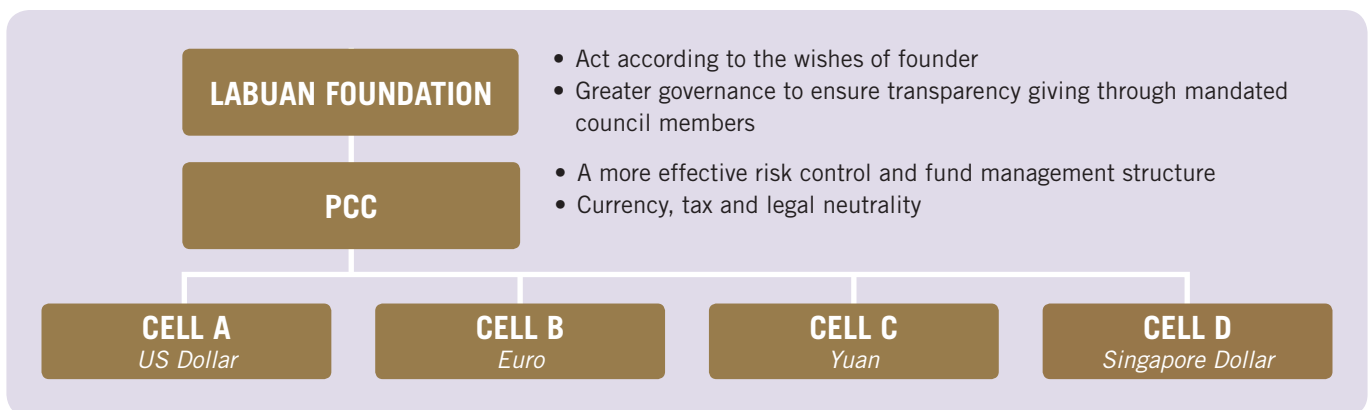 LABUAN FOUNDATION
• Act according to the wishes of founder
• Greater governance to ensure transparency giving through mandated
council members
PCC
• A more effective risk control and fund management structure
• Currency, tax and legal neutrality
CELL A
US Dollar
CELL B
Euro
CELL C
Yuan
CELL D
Singapore Dollar